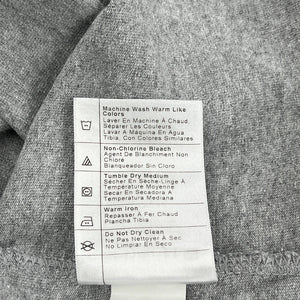 Machine Wash Warm Like
Colors
Laver En Machine À Chaud
Séparer Les Couleurs
Lavar A Máquina En Agua
Tibia, Con Colores Similares
Non-Chlorine Bleach
Agent De Blanchiment Non
Chloré
Blanqueador Sin Cloro
Tumble Dry Medium
Sécher En Séche-Linge À
Température Moyenne
Secar En Secadora A
Temperatura Mediana
Warm Iron
Repasser À Fer Chaud
Plancha Tibia
Do Not Dry Clean
Ne Pas Nettoyer À Sec
No Limpiar En Seco